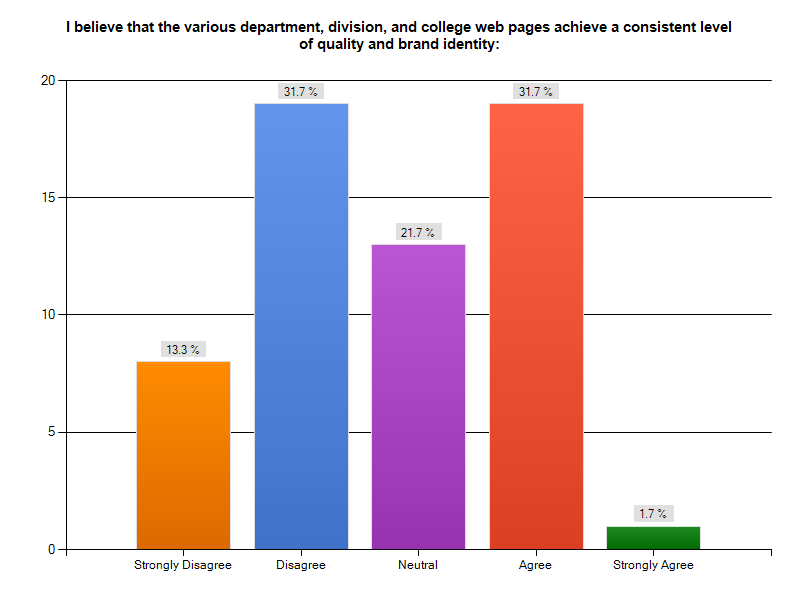 I believe that the various department, division, and college web pages achieve a consistent level
of quality and brand identity:
20
31.7 %
31.7 %
15
21.7 %
10
13.3 %
5
1.7 %
0
Strongly Disagree
Disagree
Neutral
Agree
Strongly Agree